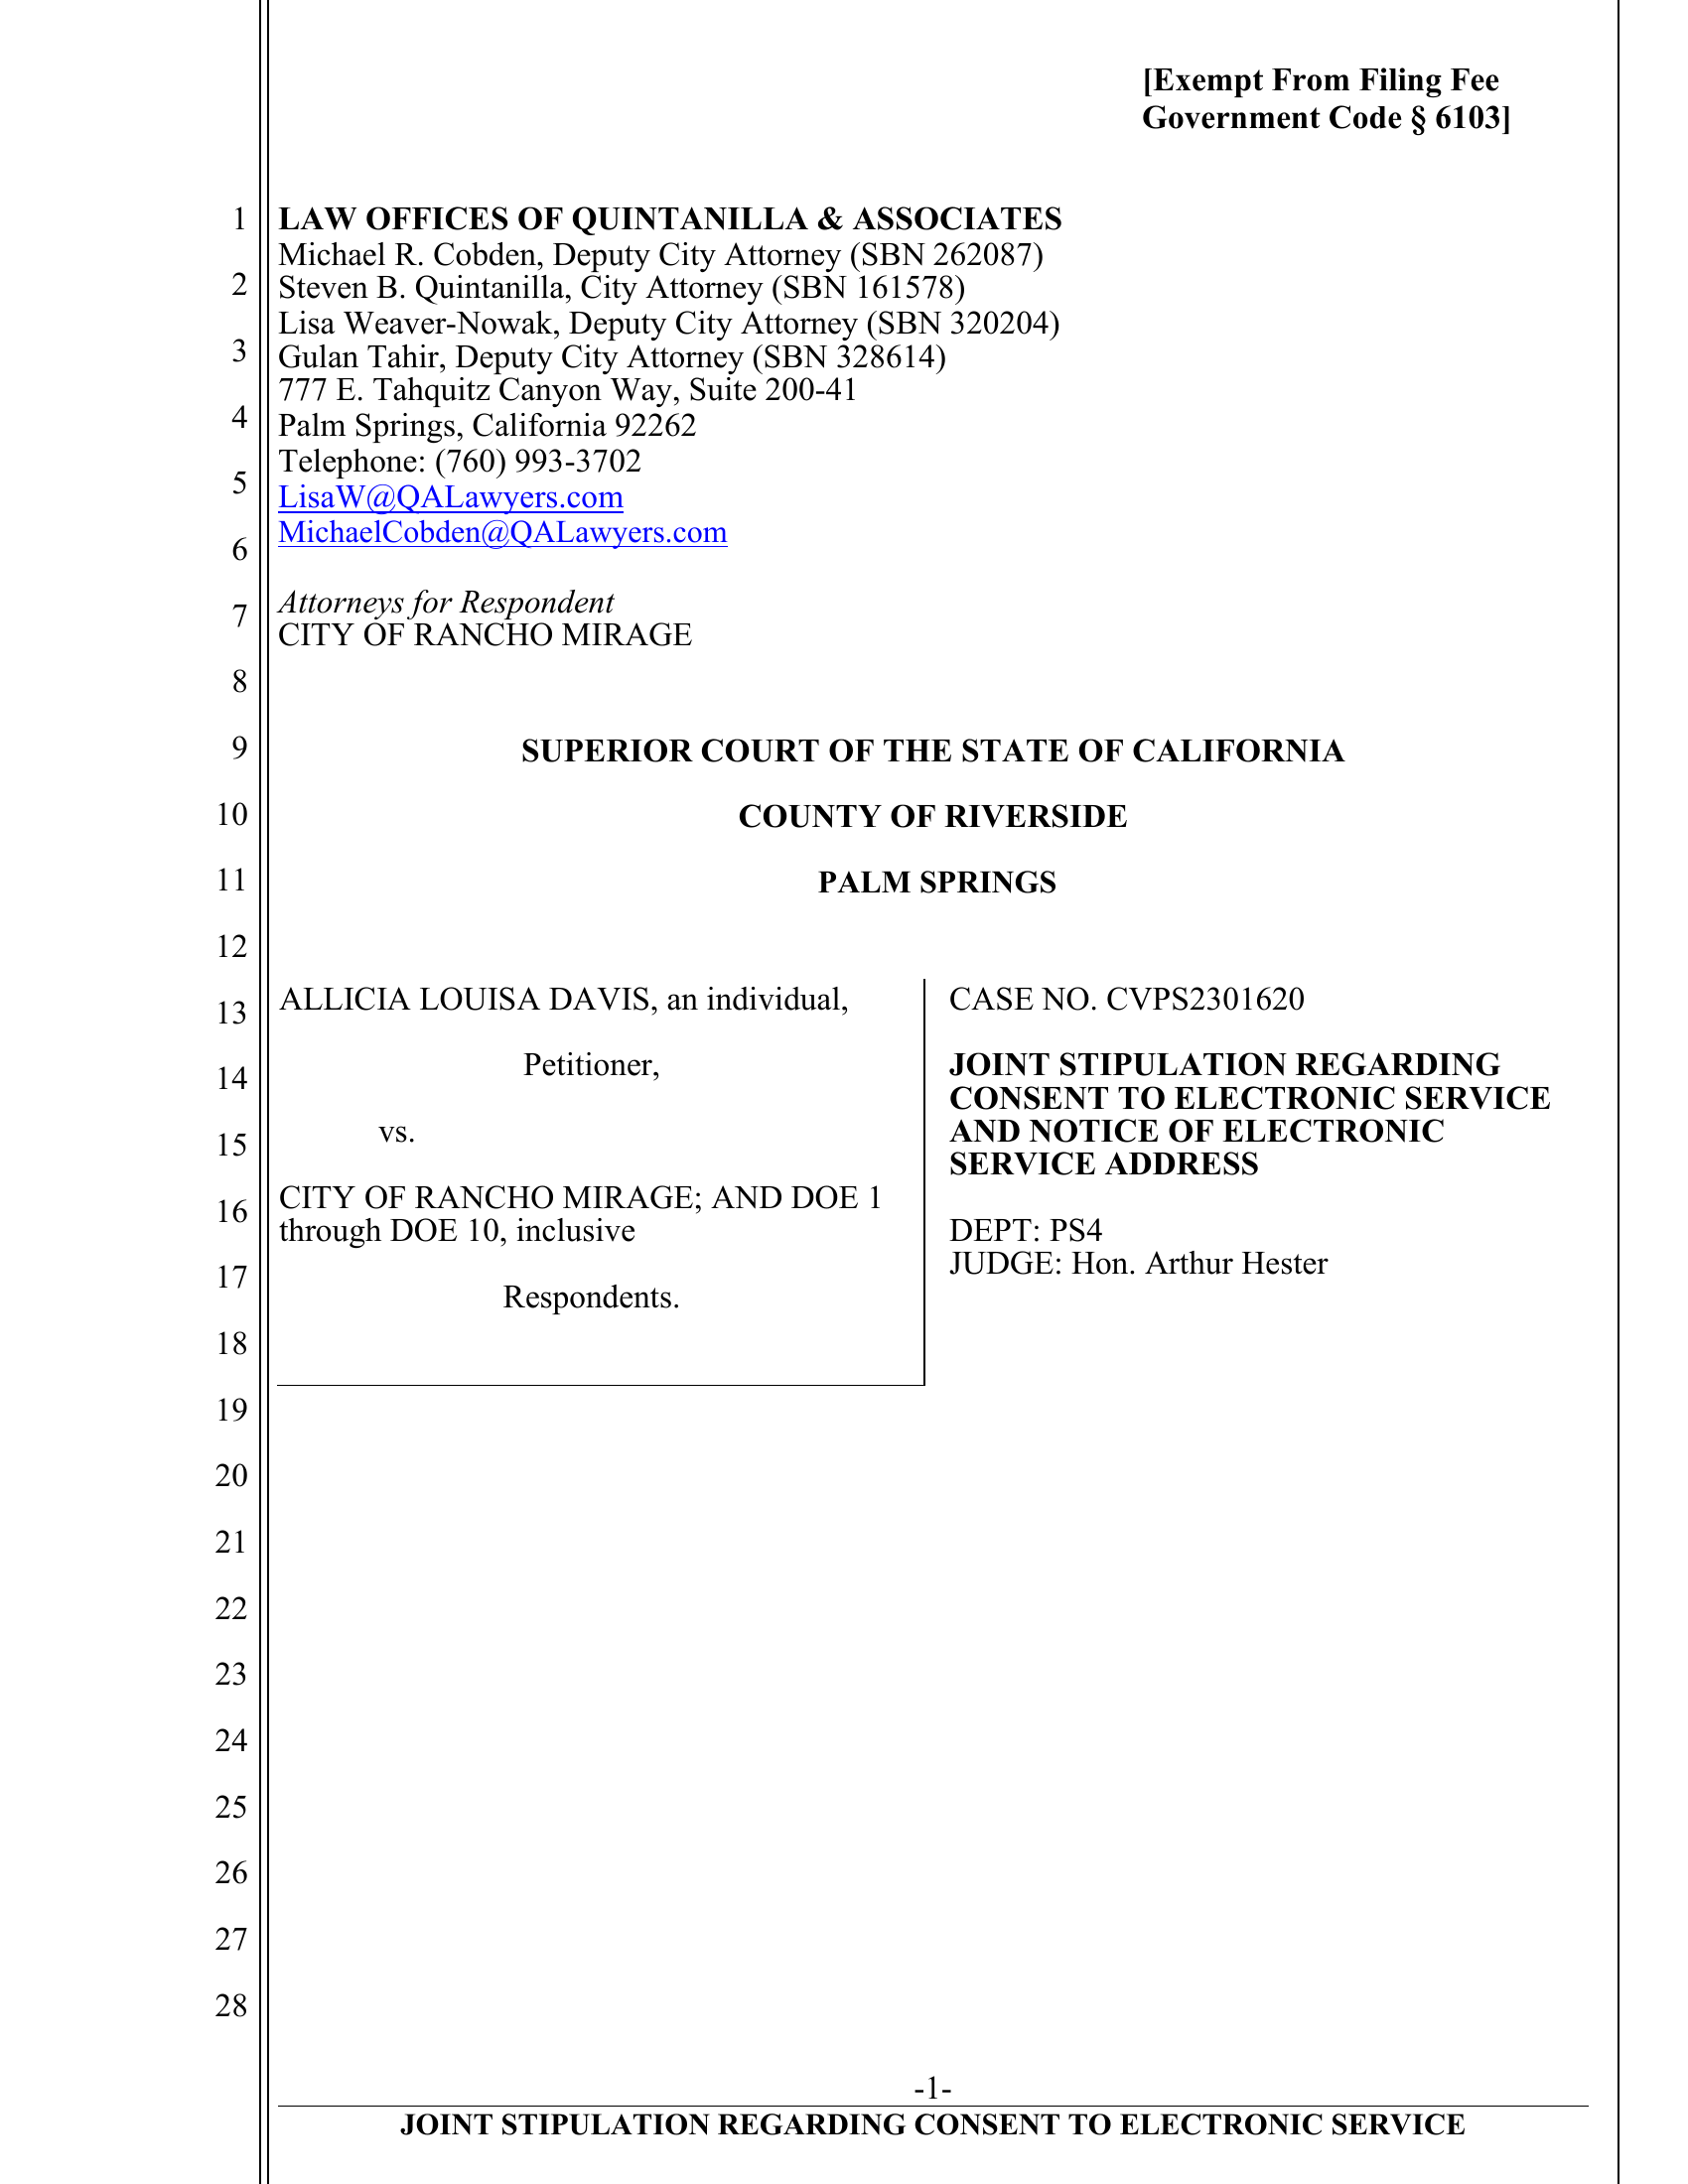 [Exempt From Filing Fee
Government Code § 6103]
1 LAW OFFICES OF QUINTANILLA & ASSOCIATES
Michael R. Cobden, Deputy City Attorney (SBN 262087)
2 Steven B. Quintanilla, City Attorney (SBN 161578)
Lisa Weaver-Nowak, Deputy City Attorney (SBN 320204)
3 Gulan Tahir, Deputy City Attorney (SBN 328614)
777 E. Tahquitz Canyon Way, Suite 200-41
4 Palm Springs, California 92262
Telephone: (760) 993-3702
5 LisaW@QALawyers.com
MichaelCobden@QALawyers.com
6
Attorneys for Respondent
7 CITY OF RANCHO MIRAGE
8
9 SUPERIOR COURT OF THE STATE OF CALIFORNIA
10 COUNTY OF RIVERSIDE
11 PALM SPRINGS
12
13 ALLICIA LOUISA DAVIS, an individual,
14 Petitioner,
15 vs.
16 CITY OF RANCHO MIRAGE; AND DOE 1
through DOE 10, inclusive
17 Respondents.
18
CASE NO. CVPS2301620
JOINT STIPULATION REGARDING
CONSENT TO ELECTRONIC SERVICE
AND NOTICE OF ELECTRONIC
SERVICE ADDRESS
DEPT: PS4
JUDGE: Hon. Arthur Hester
19
20
21
22
23
24
25
26
27
28
-1-
JOINT STIPULATION REGARDING CONSENT TO ELECTRONIC SERVICE